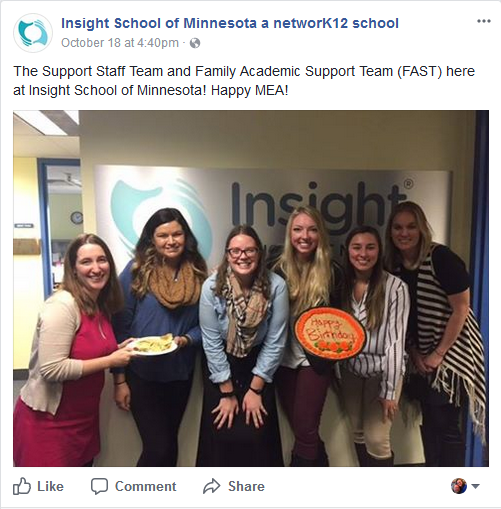 Insight School of Minnesota a networK12 school
October 18 at 4:40pm ·
The Support Staff Team and Family Academic Support Team (FAST) here
at Insight School of Minnesota! Happy MEA!
Insight®
Happy
Birthday
Like Comment Share